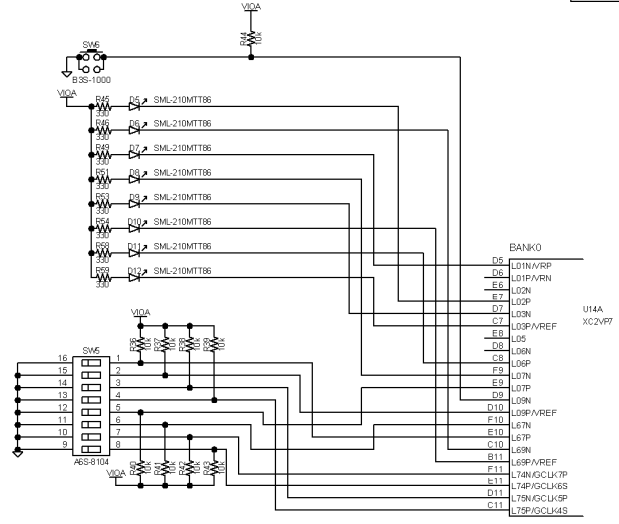 VIOA
R44
10k
SW6
B3S-1000
VIOA
R45 D5 SML-210MTT86
330
R46 D6 SML-210MTT86
330
R49 D7 SML-210MTT86
330
R51 D8 SML-210MTT86
330
R53 D9 SML-210MTT86
330
R54 D10 SML-210MTT86
330
R58 D11 SML-210MTT86
330
R59 D12 SML-210MTT86
330
BANK0
D5 L01N/VRP
D6 L01P/VRN
E6 L02N
E7 L02P
D7 L03N
C7 L03P/VREF
E8 L05
D8 L06N
C8 L06P
F9 L07N
E9 L07P
D9 L09N
D10 L09P/VREF
F10 L67N
E10 L67P
C10 L69N
B11 L69P/VREF
F11 L74N/GCLK7P
E11 L74P/GCLK6S
D11 L75N/GCLK5P
C11 L75P/GCLK4S
U14A
XC2VP7
VIOA
R36 10k
R37 10k
R38 10k
R39 10k
SW5
16 1
15 2
14 3
13 4
12 5
11 6
10 7
9 8
A6S-8104
VIOA
R40 10k
R41 10k
R42 10k
R43 10k